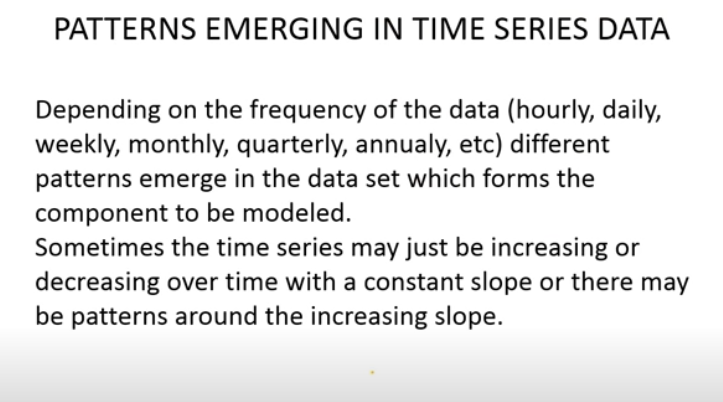 PATTERNS EMERGING IN TIME SERIES DATA
Depending on the frequency of the data (hourly, daily,
weekly, monthly, quarterly, annualy, etc) different
patterns emerge in the data set which forms the
component to be modeled.
Sometimes the time series may just be increasing or
decreasing over time with a constant slope or there may
be patterns around the increasing slope.